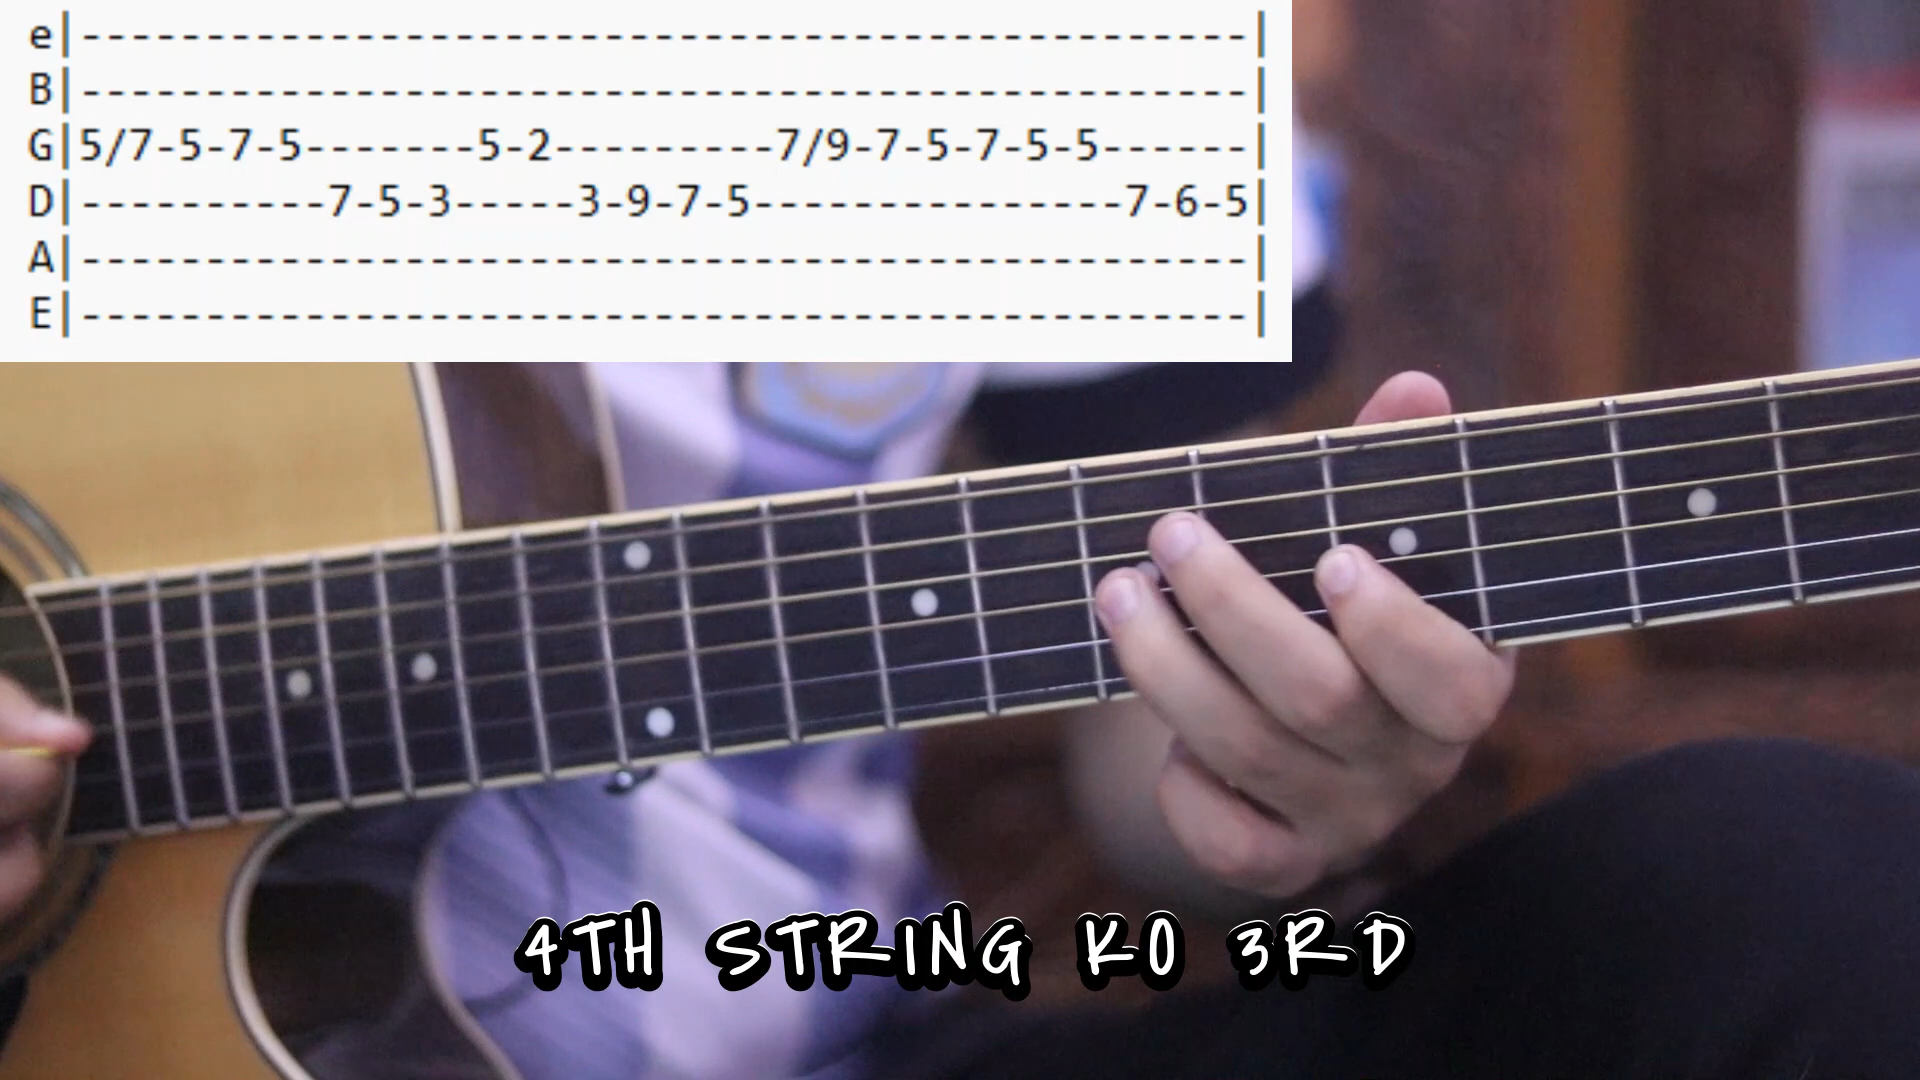 e|-----------------------------------------------|
B|-----------------------------------------------|
G|5/7-5-7-5-------5-2---------7/9-7-5-7-5-5------|
D|----------7-5-3-----3-9-7-5---------------7-6-5|
A|-----------------------------------------------|
E|-----------------------------------------------|
4TH STRING KO 3RD